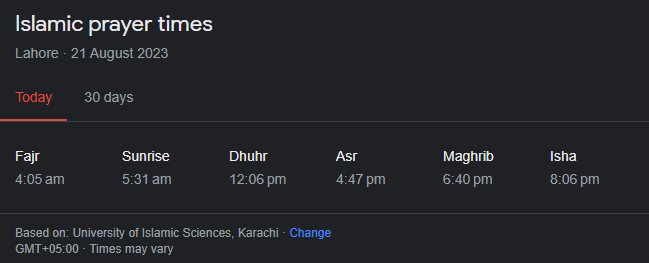 Islamic prayer times
Lahore · 21 August 2023
Today 30 days
Fajr Sunrise Dhuhr Asr Maghrib Isha
4:05 am 5:31 am 12:06 pm 4:47 pm 6:40 pm 8:06 pm
Based on: University of Islamic Sciences, Karachi · Change
GMT+05:00 · Times may vary